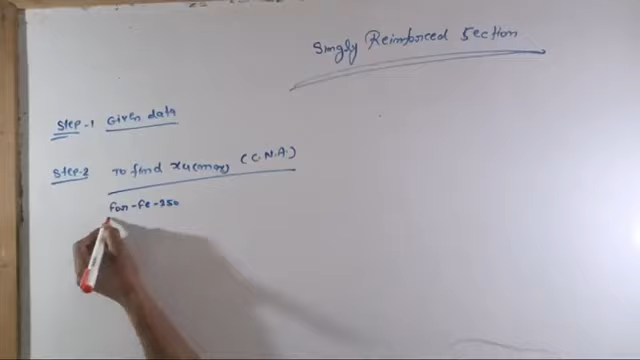 Singly Reinforced Section
Step-1 Given data
Step-2 To find xu(max) (C.N.A.)
for-fe-250